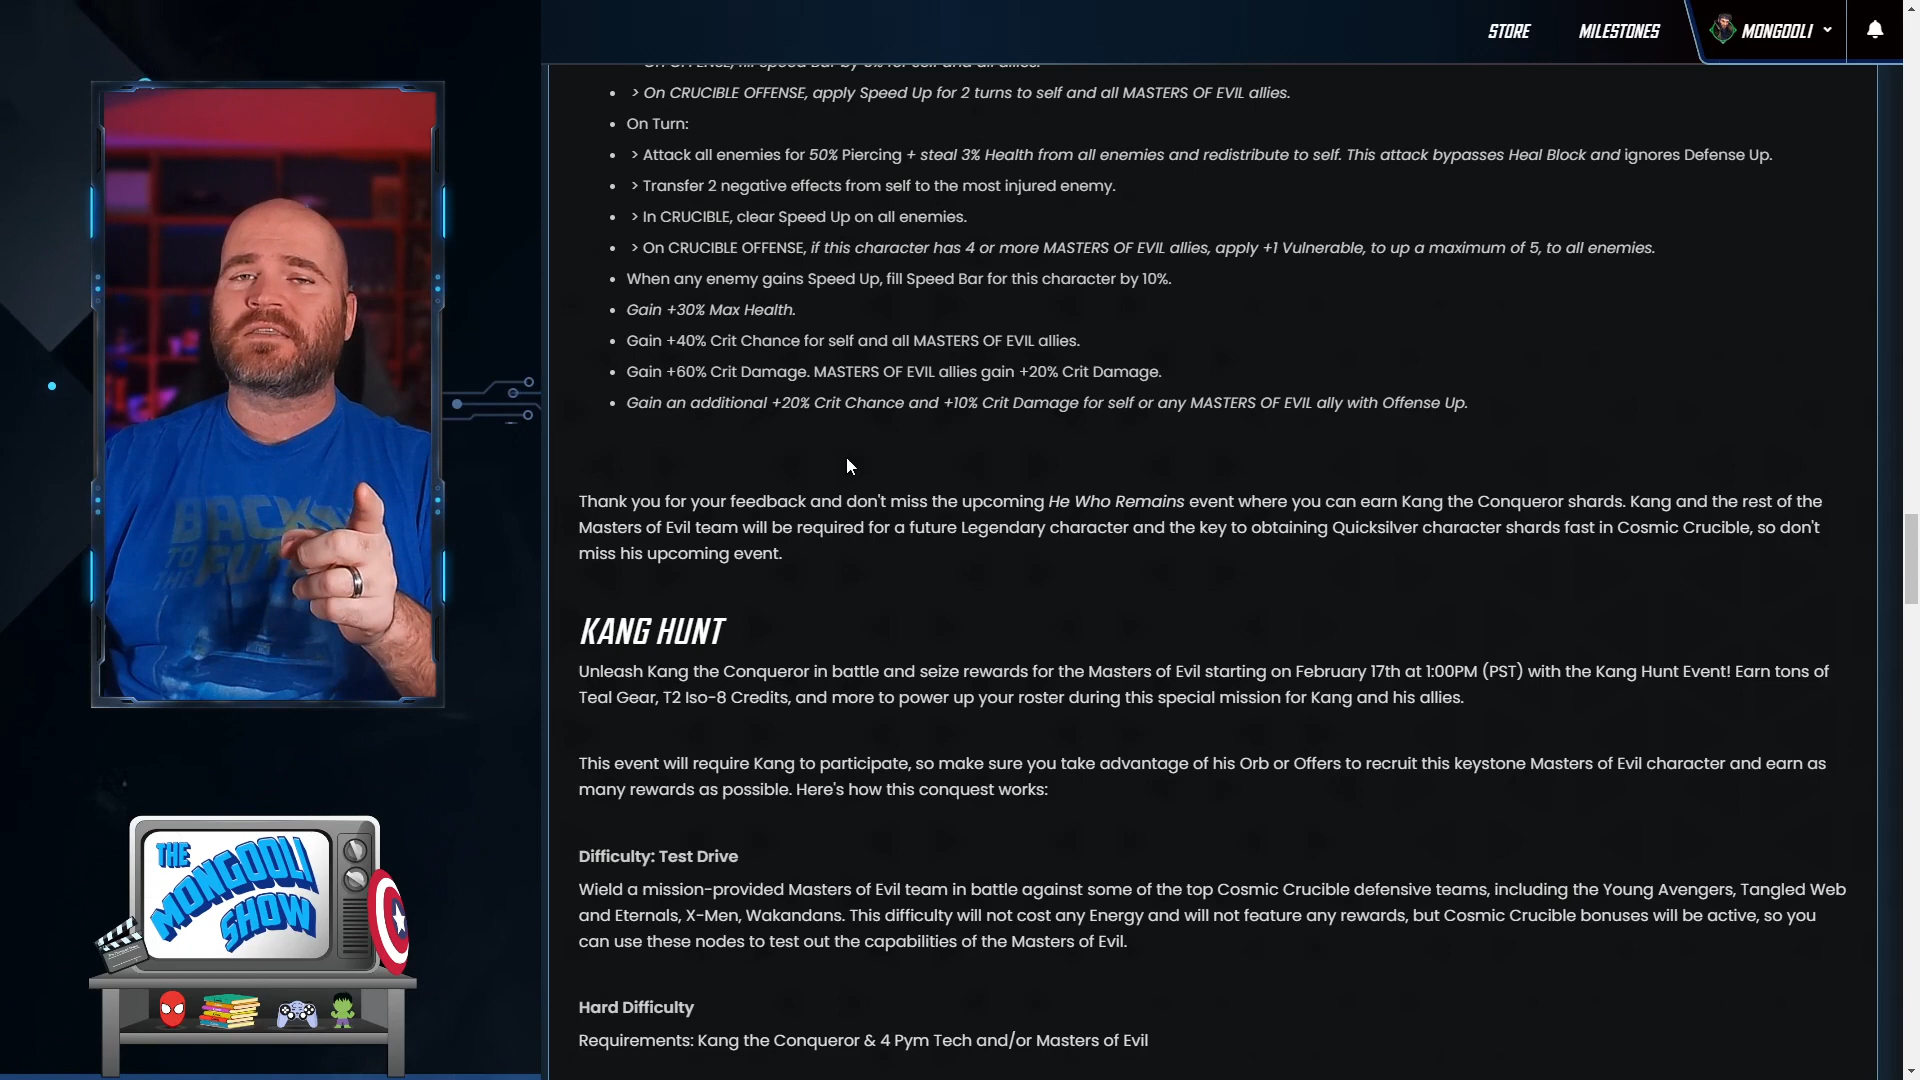 STORE
MILESTONES
MONGOOLI
> On OFFENSE, fill Speed Bar by 5% for self and all allies.
> On CRUCIBLE OFFENSE, apply Speed Up for 2 turns to self and all MASTERS OF EVIL allies.
On Turn:
> Attack all enemies for 50% Piercing + steal 3% Health from all enemies and redistribute to self. This attack bypasses Heal Block and ignores Defense Up.
> Transfer 2 negative effects from self to the most injured enemy.
> In CRUCIBLE, clear Speed Up on all enemies.
> On CRUCIBLE OFFENSE, if this character has 4 or more MASTERS OF EVIL allies, apply +1 Vulnerable, to up a maximum of 5, to all enemies.
When any enemy gains Speed Up, fill Speed Bar for this character by 10%.
Gain +30% Max Health.
Gain +40% Crit Chance for self and all MASTERS OF EVIL allies.
Gain +60% Crit Damage. MASTERS OF EVIL allies gain +20% Crit Damage.
Gain an additional +20% Crit Chance and +10% Crit Damage for self or any MASTERS OF EVIL ally with Offense Up.
Thank you for your feedback and don't miss the upcoming He Who Remains event where you can earn Kang the Conqueror shards. Kang and the rest of the
Masters of Evil team will be required for a future Legendary character and the key to obtaining Quicksilver character shards fast in Cosmic Crucible, so don't
miss his upcoming event.
KANG HUNT
Unleash Kang the Conqueror in battle and seize rewards for the Masters of Evil starting on February 17th at 1:00PM (PST) with the Kang Hunt Event! Earn tons of
Teal Gear, T2 Iso-8 Credits, and more to power up your roster during this special mission for Kang and his allies.
This event will require Kang to participate, so make sure you take advantage of his Orb or Offers to recruit this keystone Masters of Evil character and earn as
many rewards as possible. Here's how this conquest works:
Difficulty: Test Drive
Wield a mission-provided Masters of Evil team in battle against some of the top Cosmic Crucible defensive teams, including the Young Avengers, Tangled Web
and Eternals, X-Men, Wakandans. This difficulty will not cost any Energy and will not feature any rewards, but Cosmic Crucible bonuses will be active, so you
can use these nodes to test out the capabilities of the Masters of Evil.
Hard Difficulty
Requirements: Kang the Conqueror & 4 Pym Tech and/or Masters of Evil
BACK
TO THE FUTURE
THE
MONGOOLI
SHOW